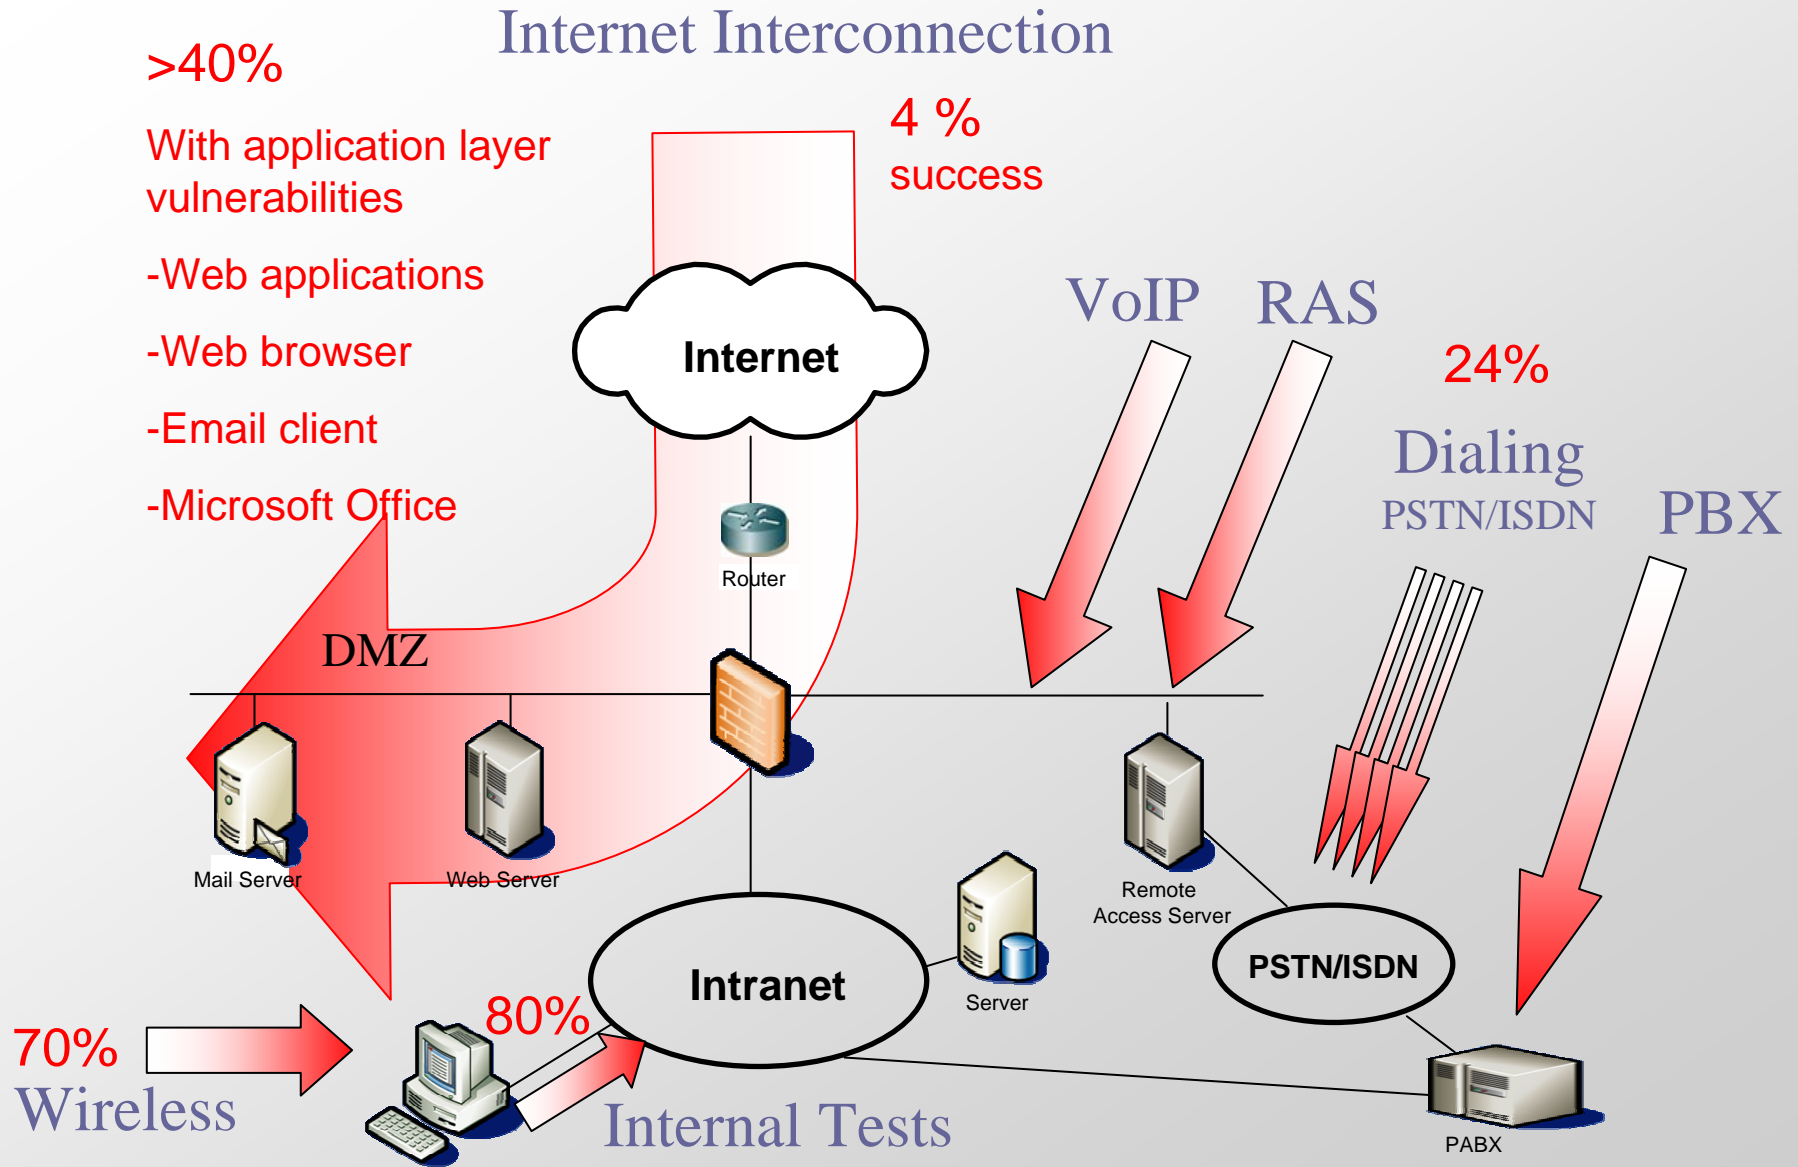 Internet Interconnection
>40%
With application layer
vulnerabilities
-Web applications
-Web browser
-Email client
-Microsoft Office
4 %
success
Internet
VoIP
RAS
24%
Dialing
PSTN/ISDN
PBX
Router
DMZ
Mail Server
Web Server
Remote
Access Server
PSTN/ISDN
Intranet
Server
80%
70%
Wireless
Internal Tests
PABX